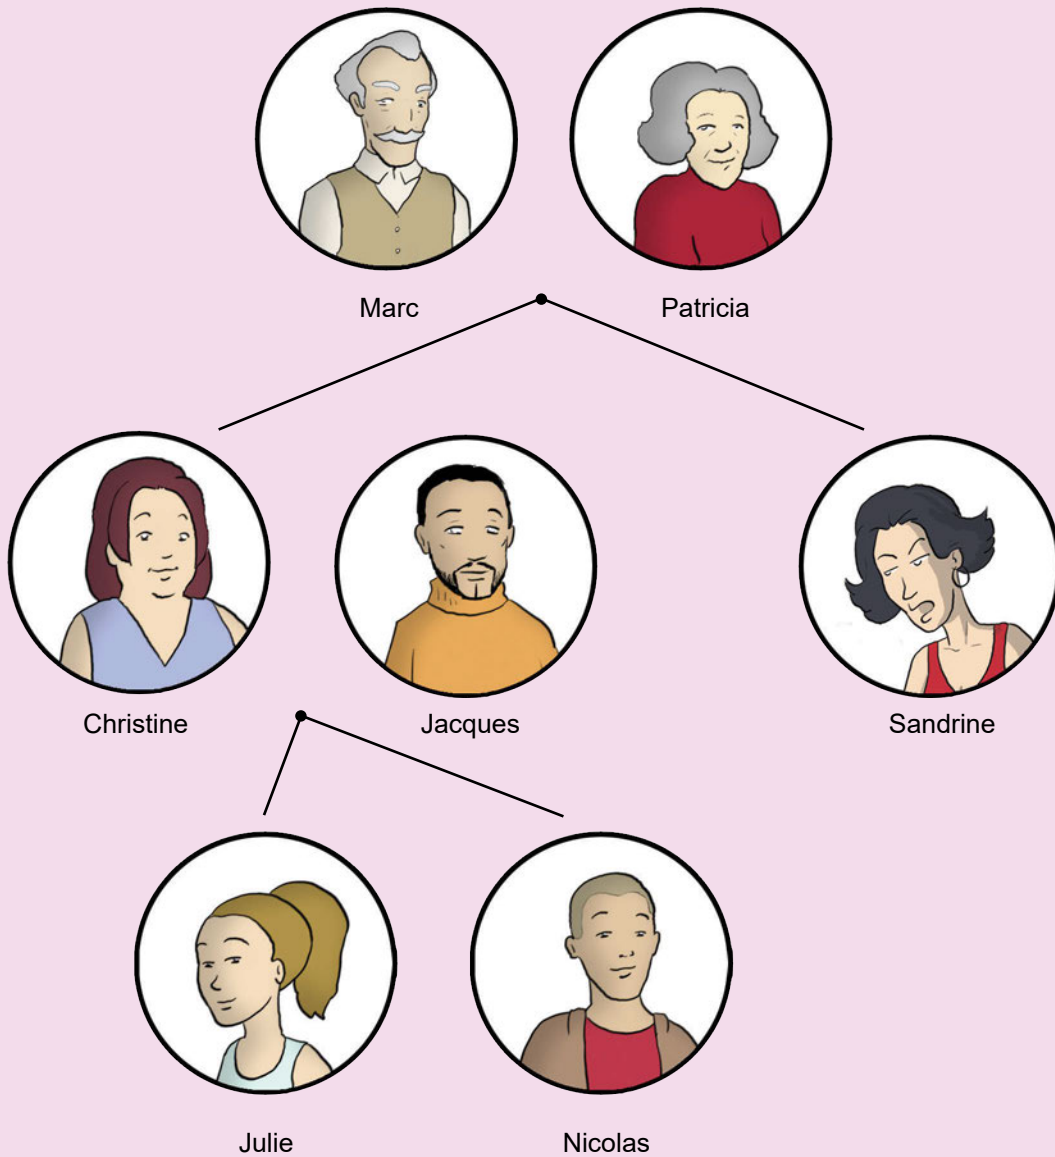 Marc
Patricia
Christine
Jacques
Sandrine
Julie
Nicolas